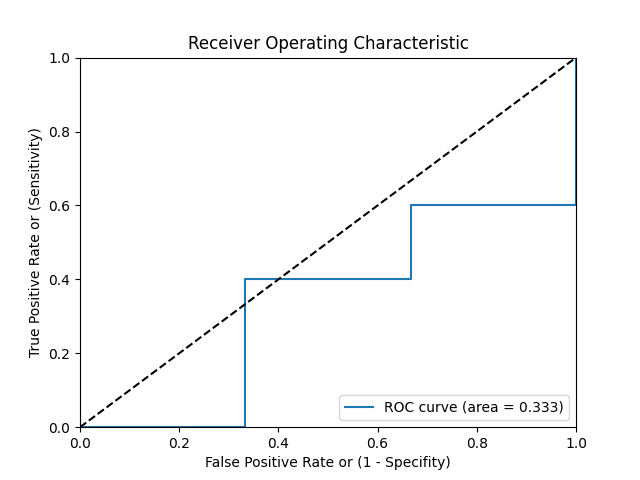 Receiver Operating Characteristic
True Positive Rate or (Sensitivity)
1.0
0.8
0.6
0.4
0.2
0.0
ROC curve (area = 0.333)
0.0 0.2 0.4 0.6 0.8 1.0
False Positive Rate or (1 - Specifity)